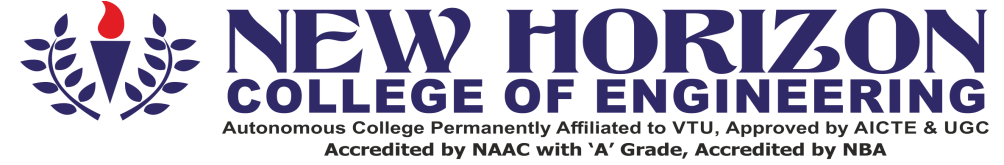 NEW HORIZON
COLLEGE OF ENGINEERING
Autonomous College Permanently Affiliated to VTU, Approved by AICTE & UGC
Accredited by NAAC with ‘A’ Grade, Accredited by NBA